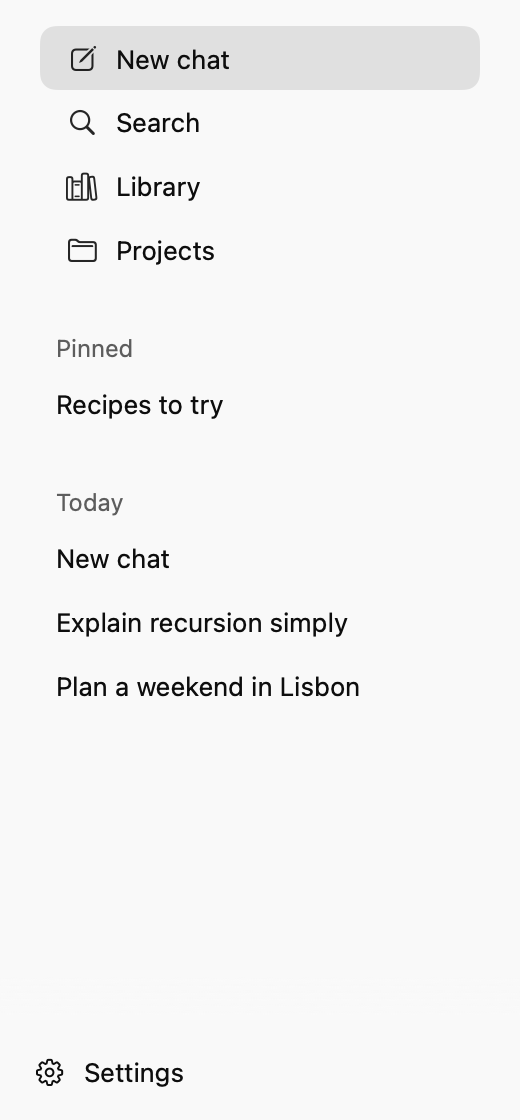 New chat
Search
Library
Projects
Pinned
Recipes to try
Today
New chat
Explain recursion simply
Plan a weekend in Lisbon
Settings